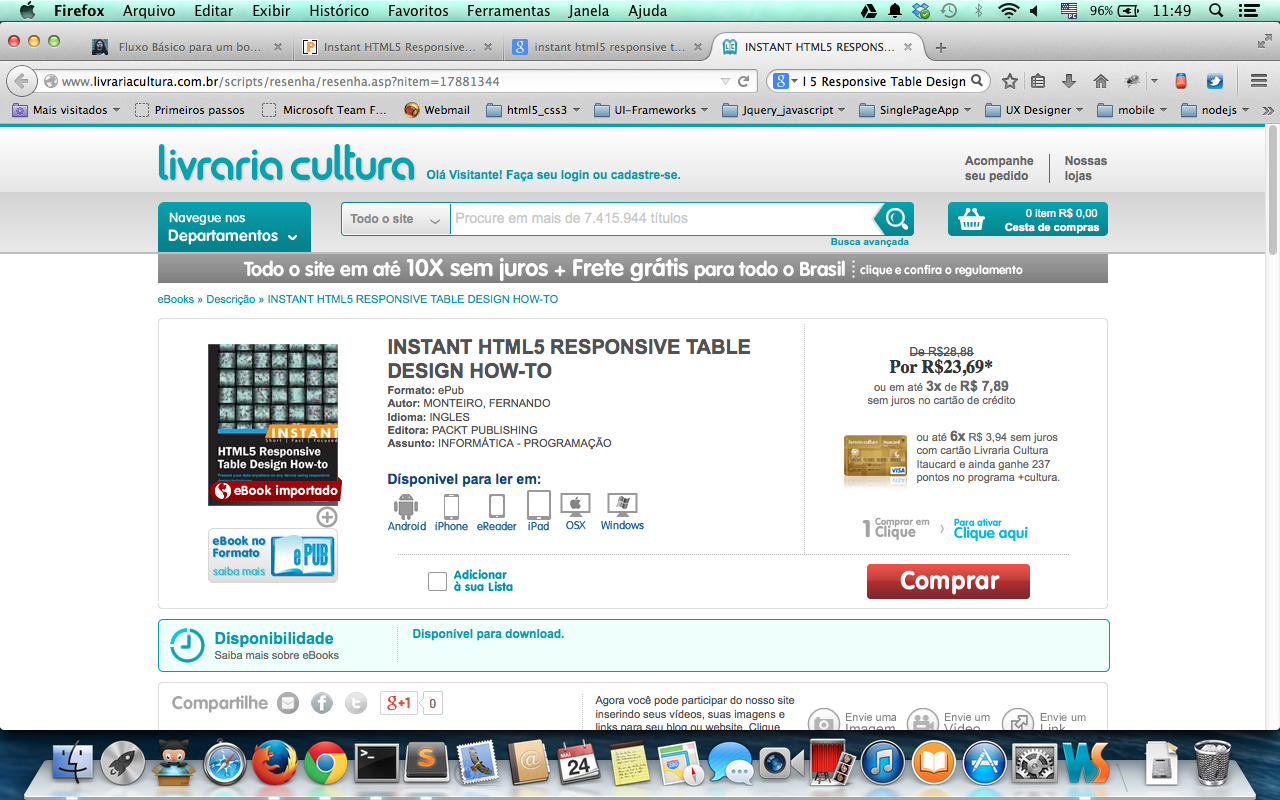 Firefox Arquivo Editar Exibir Histórico Favoritos Ferramentas Janela Ajuda 96% 11:49
Fluxo Básico para um bo... Instant HTML5 Responsive... instant html5 responsive t... INSTANT HTML5 RESPONS...
www.livrariacultura.com.br/scripts/resenha/resenha.asp?nitem=17881344 l 5 Responsive Table Design
Mais visitados Primeiros passos Microsoft Team F... Webmail html5_css3 UI-Frameworks Jquery_javascript SinglePageApp UX Designer mobile nodejs
livraria cultura
Olá Visitante! Faça seu login ou cadastre-se.
Acompanhe
seu pedido
Nossas
lojas
Navegue nos
Departamentos
Todo o site
Procure em mais de 7.415.944 títulos
Busca avançada
0 item R$ 0,00
Cesta de compras
Todo o site em até 10X sem juros + Frete grátis para todo o Brasil clique e confira o regulamento
eBooks » Descrição » INSTANT HTML5 RESPONSIVE TABLE DESIGN HOW-TO
INSTANT
Short | Fast | Focused
HTML5 Responsive
Table Design How-to
eBook importado
eBook no
Formato
saiba mais
ePUB
INSTANT HTML5 RESPONSIVE TABLE
DESIGN HOW-TO
Formato: ePub
Autor: MONTEIRO, FERNANDO
Idioma: INGLES
Editora: PACKT PUBLISHING
Assunto: INFORMÁTICA - PROGRAMAÇÃO
Dísponivel para ler em:
Android iPhone eReader iPad OSX Windows
Adicionar
à sua Lista
De R$28,88
Por R$23,69*
ou em até 3x de R$ 7,89
sem juros no cartão de crédito
VISA
ou até 6x R$ 3,94 sem juros
com cartão Livraria Cultura
Itaucard e ainda ganhe 237
pontos no programa +cultura.
1 Comprar em
Clique
Para ativar
Clique aqui
Comprar
Disponibilidade
Saiba mais sobre eBooks
Disponível para download.
Compartilhe
g+1 0
Agora você pode participar do nosso site
inserindo seus vídeos, suas imagens e
links para seu blog ou website. Clique
Envie uma
Imagem
Envie um
Vídeo
Envie um
Link
MAI
24